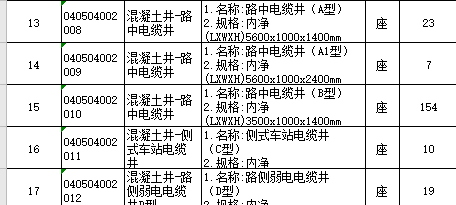 13
040504002008
混凝土井-路中电缆井
1.名称:路中电缆井（A型）
2.规格:内净
(LXWXH)5600x1000x1400mm
座
23
14
040504002009
混凝土井-路中电缆井
1.名称:路中电缆井（A1型）
2.规格:内净
(LXWXH)5600x1000x2400mm
座
7
15
040504002010
混凝土井-路中电缆井
1.名称:路中电缆井（B型）
2.规格:内净
(LXWXH)3500x1000x1400mm
座
154
16
040504002011
混凝土井-侧式车站电缆井
1.名称:侧式车站电缆井
（C型）
2.规格:内净
座
10
17
040504002012
混凝土井-路侧弱电电缆井D型
1.名称:路侧弱电电缆井
（D型）
2.规格:内净
座
19